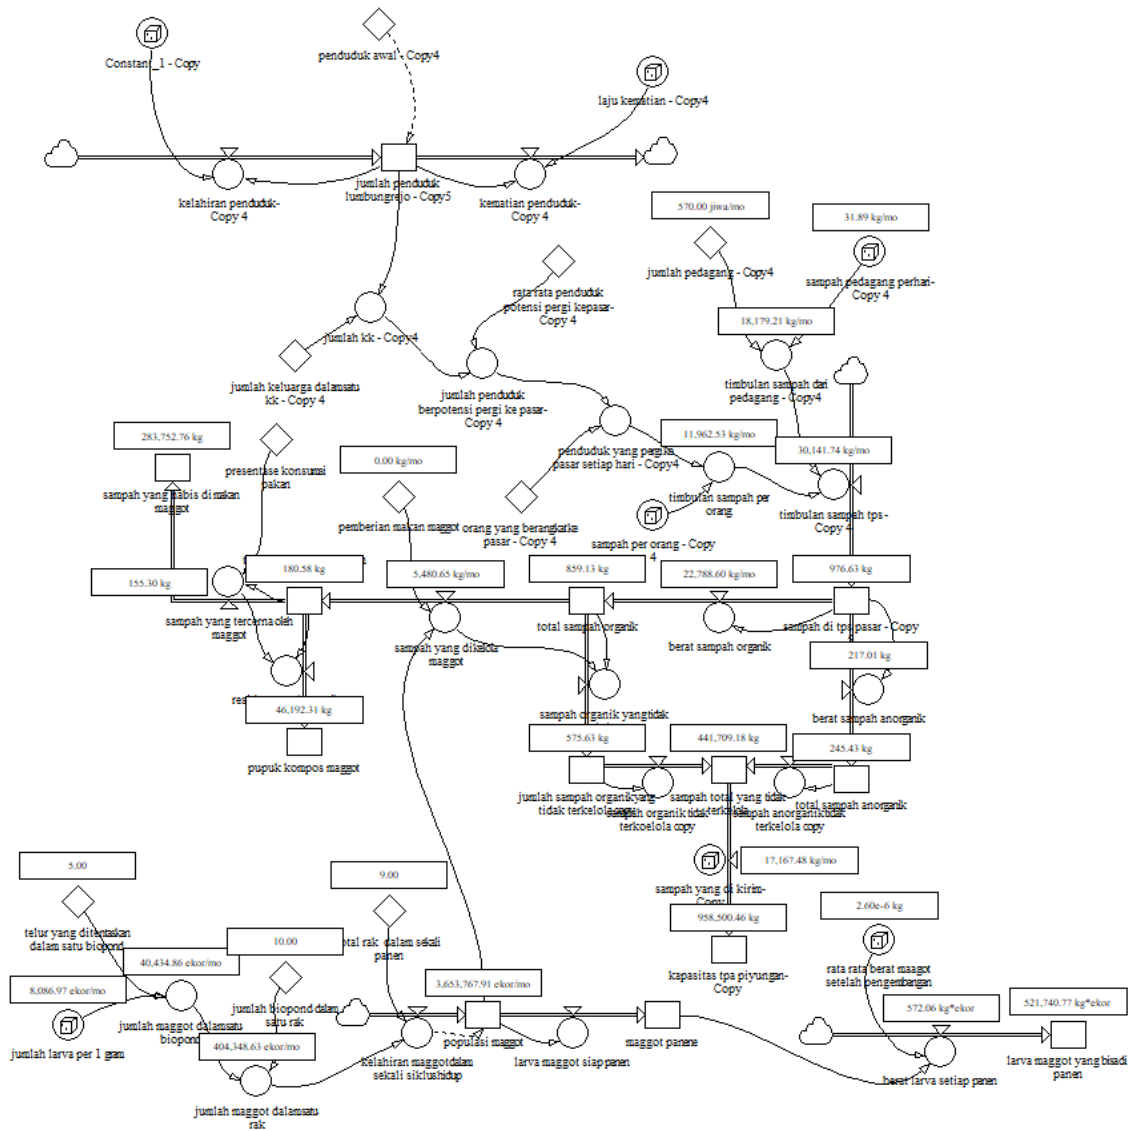 penduduk awal - Copy4
Constant_1 - Copy
laju kematian - Copy4
jumlah penduduk
lumbungrejo - Copy5
kelahiran penduduk-
Copy 4
kematian penduduk-
Copy 4
570.00 jiwa/mo
31.89 kg/mo
jumlah pedagang - Copy4
sampah pedagang perhari-
Copy 4
rata rata penduduk
potensi pergi kepasar-
Copy 4
18,179.21 kg/mo
jumlah kk - Copy4
jumlah keluarga dalamsatu
kk - Copy 4
jumlah penduduk
berpotensi pergi ke pasar-
Copy 4
timbulan sampah dari
pedagang - Copy4
283,752.76 kg
11,962.53 kg/mo
30,141.74 kg/mo
0.00 kg/mo
presentase konsumsi
pakan
penduduk yang pergi ke
pasar setiap hari - Copy4
sampah yang habis di makan
maggot
timbulan sampah per
orang
timbulan sampah tps -
Copy 4
pemberian makan maggot
orang yang berangkat ke
pasar - Copy 4
sampah per orang - Copy
4
155.30 kg
180.58 kg
5,480.65 kg/mo
859.13 kg
22,788.60 kg/mo
976.63 kg
sampah yang tercerna oleh
maggot
sampah yang dikelola
maggot
total sampah organik
berat sampah organik
sampah di tps pasar - Copy
217.01 kg
46,192.31 kg
sampah organik yang tidak
berat sampah anorganik
575.63 kg
441,709.18 kg
245.43 kg
pupuk kompos maggot
jumlah sampah organik yang
tidak terkelola copy
sampah organik tidak
terkoelola copy
sampah total yang tidak
terkelola
sampah anorganik tidak
terkelola copy
total sampah anorganik
5.00
9.00
17,167.48 kg/mo
sampah yang di kirim-
Copy
2.60e-6 kg
958,500.46 kg
telur yang ditentaskan
dalam satu biopond
10.00
total rak dalam sekali
panen
kapasitas tpa piyungan-
Copy
rata rata berat maagot
setelah pengembangan
40,434.86 ekor/mo
8,086.97 ekor/mo
3,653,767.91 ekor/mo
572.06 kg*ekor
521,740.77 kg*ekor
jumlah maggot dalamsatu
biopond
jumlah biopond dalam
satu rak
404,348.63 ekor/mo
jumlah larva per 1 gram
kelahiran maggot dalam
sekali siklushidup
populasi maggot
larva maggot siap panen
maggot panene
berat larva setiap panen
larva maggot yang bisa di
panen
jumlah maggot dalamsatu
rak